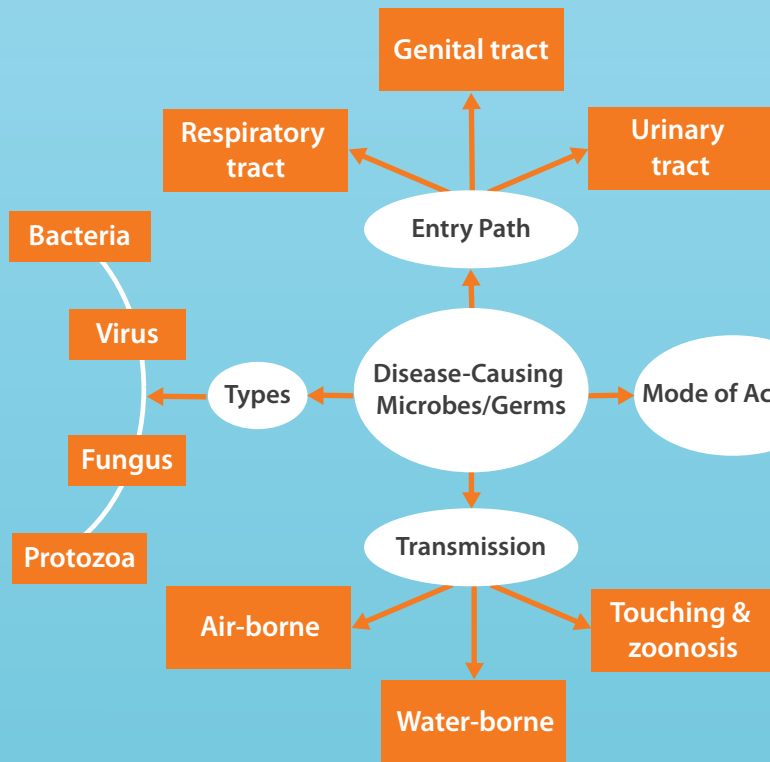 Genital tract
Respiratory
tract
Urinary
tract
Entry Path
Bacteria
Virus
Types
Fungus
Protozoa
Disease-Causing
Microbes/Germs
Mode of Ac
Transmission
Air-borne
Water-borne
Touching &
zoonosis